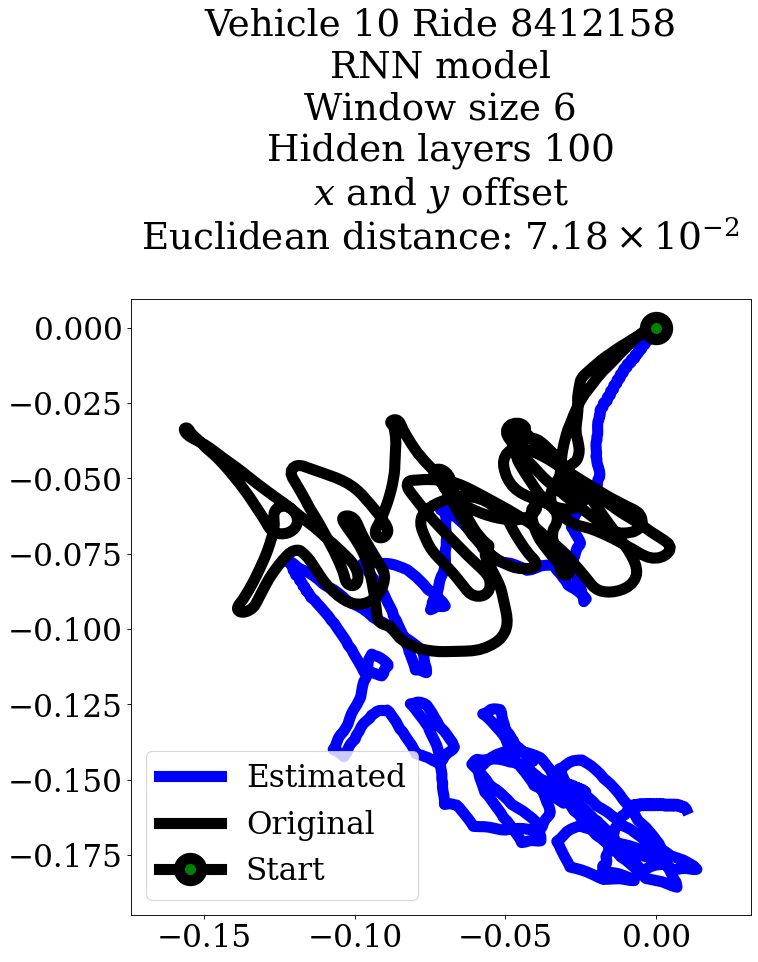 Vehicle 10 Ride 8412158
RNN model
Window size 6
Hidden layers 100
x and y offset
Euclidean distance: 7.18 × 10⁻²
0.000
−0.025
−0.050
−0.075
−0.100
−0.125
−0.150
−0.175
Estimated
Original
Start
−0.15 −0.10 −0.05 0.00